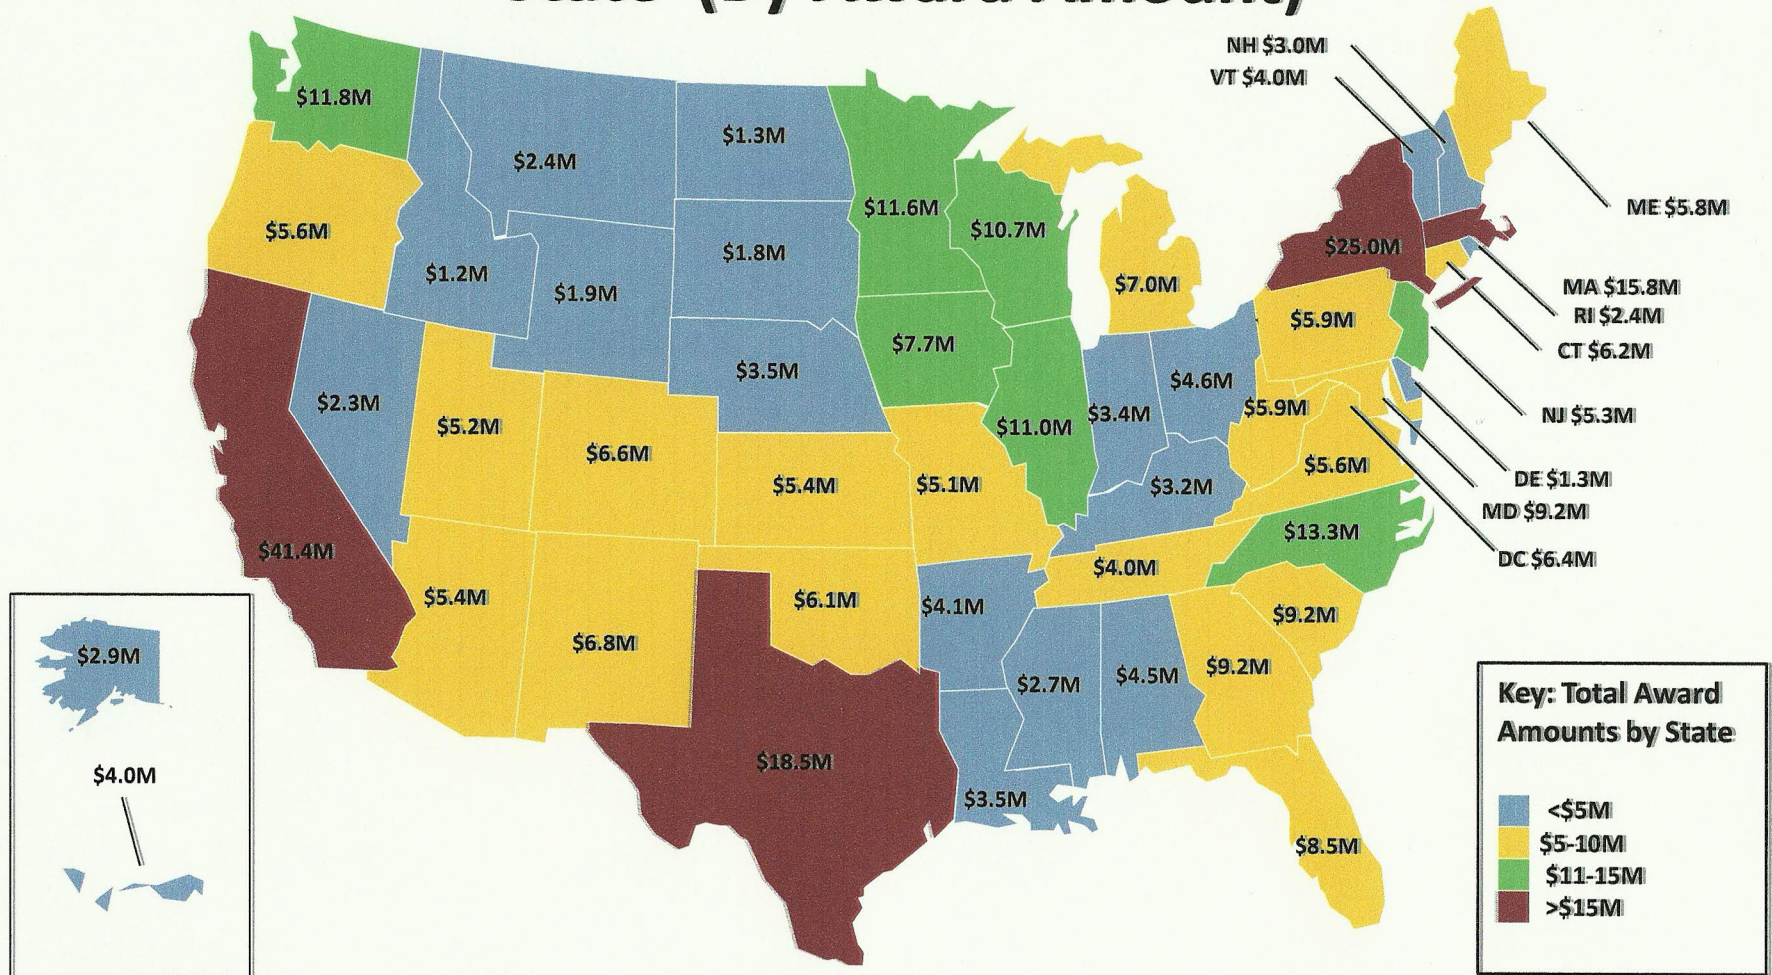 State (By Award Amount)
NH $3.0M
VT $4.0M
$11.8M
$1.3M
$2.4M
$11.6M
ME $5.8M
$5.6M
$10.7M
$25.0M
$1.8M
$1.2M
$7.0M
MA $15.8M
$1.9M
RI $2.4M
$5.9M
$7.7M
CT $6.2M
$3.5M
$4.6M
$2.3M
$5.9M
$3.4M
NJ $5.3M
$5.2M
$11.0M
$6.6M
$5.6M
$5.4M
$5.1M
$3.2M
DE $1.3M
MD $9.2M
$13.3M
$41.4M
DC $6.4M
$4.0M
$5.4M
$6.1M
$4.1M
$9.2M
$6.8M
$2.9M
$9.2M
$2.7M
$4.5M
$18.5M
$4.0M
$3.5M
$8.5M
Key: Total Award
Amounts by State
<$5M
$5-10M
$11-15M
>$15M